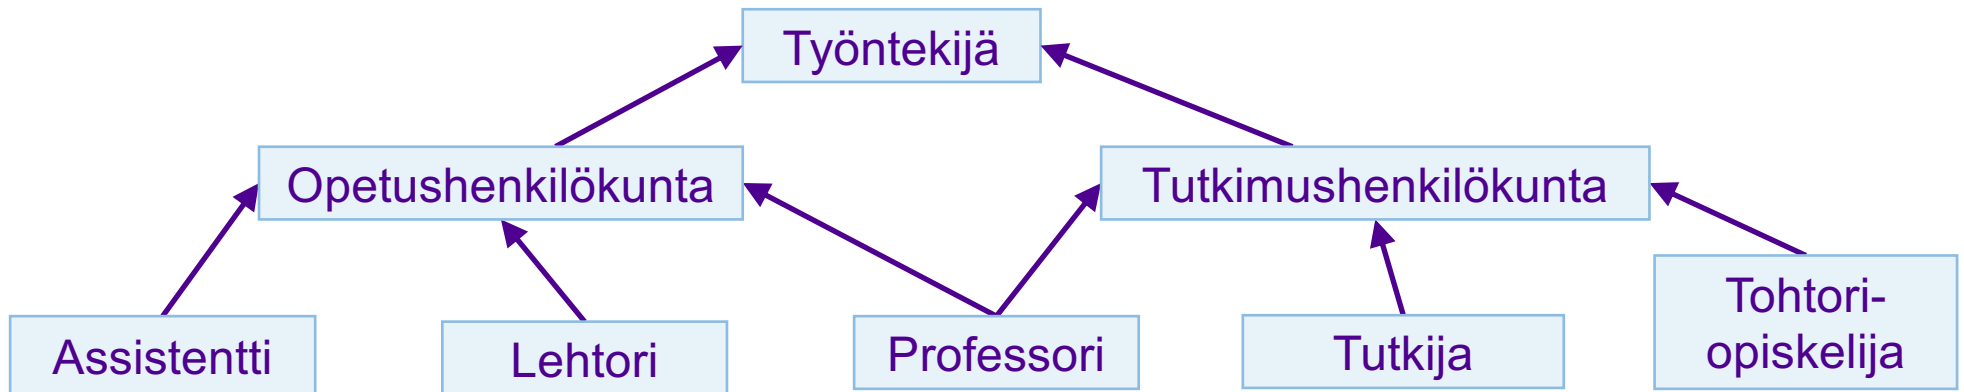 Työntekijä
Opetushenkilökunta
Tutkimushenkilökunta
Assistentti
Lehtori
Professori
Tutkija
Tohtori-
opiskelija